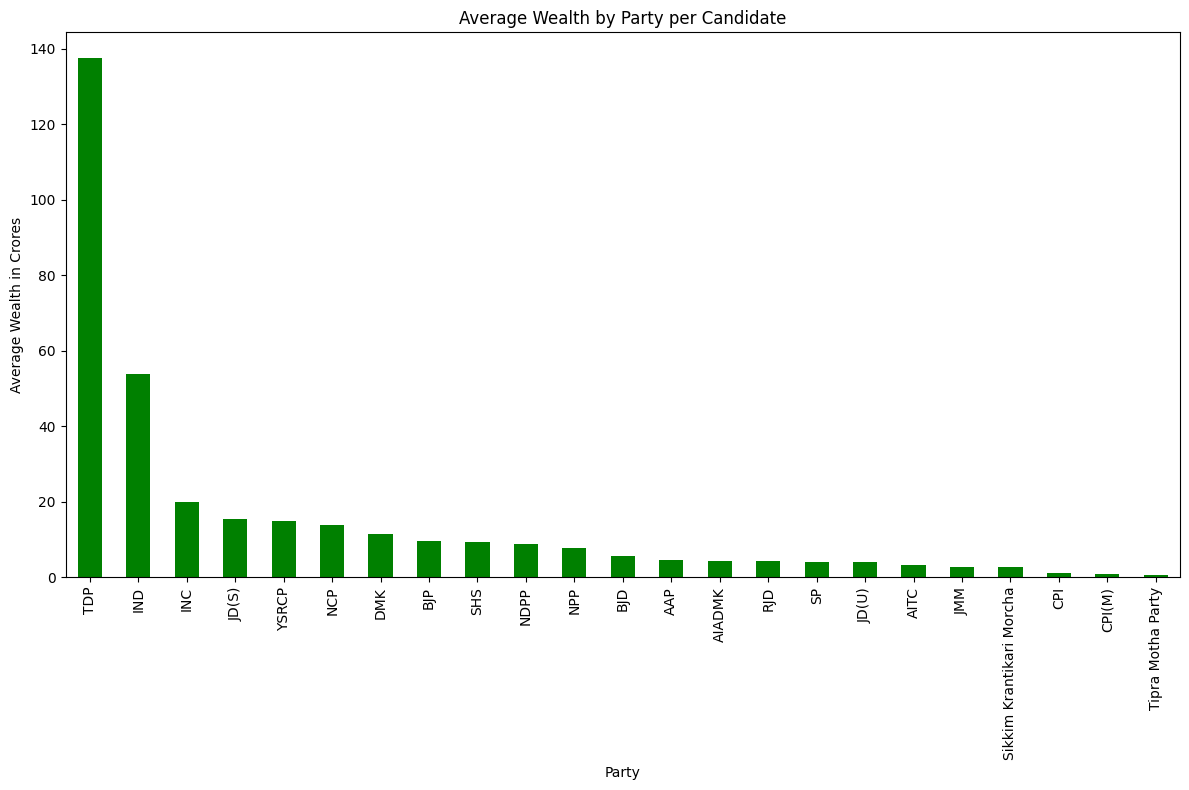 Average Wealth by Party per Candidate
Average Wealth in Crores
140
120
100
80
60
40
20
0
TDP
IND
INC
JD(S)
YSRCP
NCP
DMK
BJP
SHS
NDPP
NPP
BJD
AAP
AIADMK
RJD
SP
JD(U)
AITC
JMM
Sikkim Krantikari Morcha
CPI
CPI(M)
Tipra Motha Party
Party